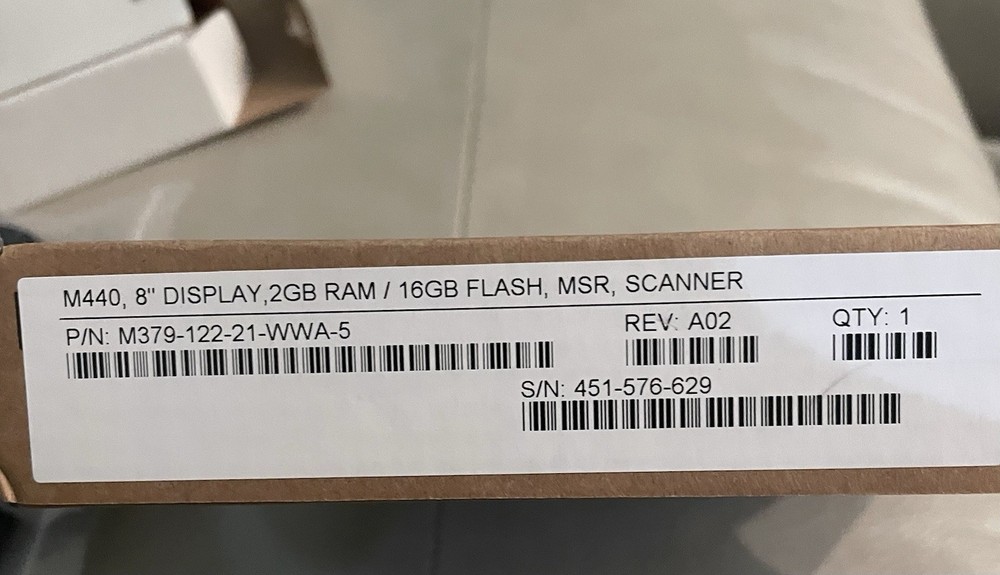 M440, 8" DISPLAY,2GB RAM / 16GB FLASH, MSR, SCANNER
P/N: M379-122-21-WWA-5 REV: A02 QTY: 1
S/N: 451-576-629